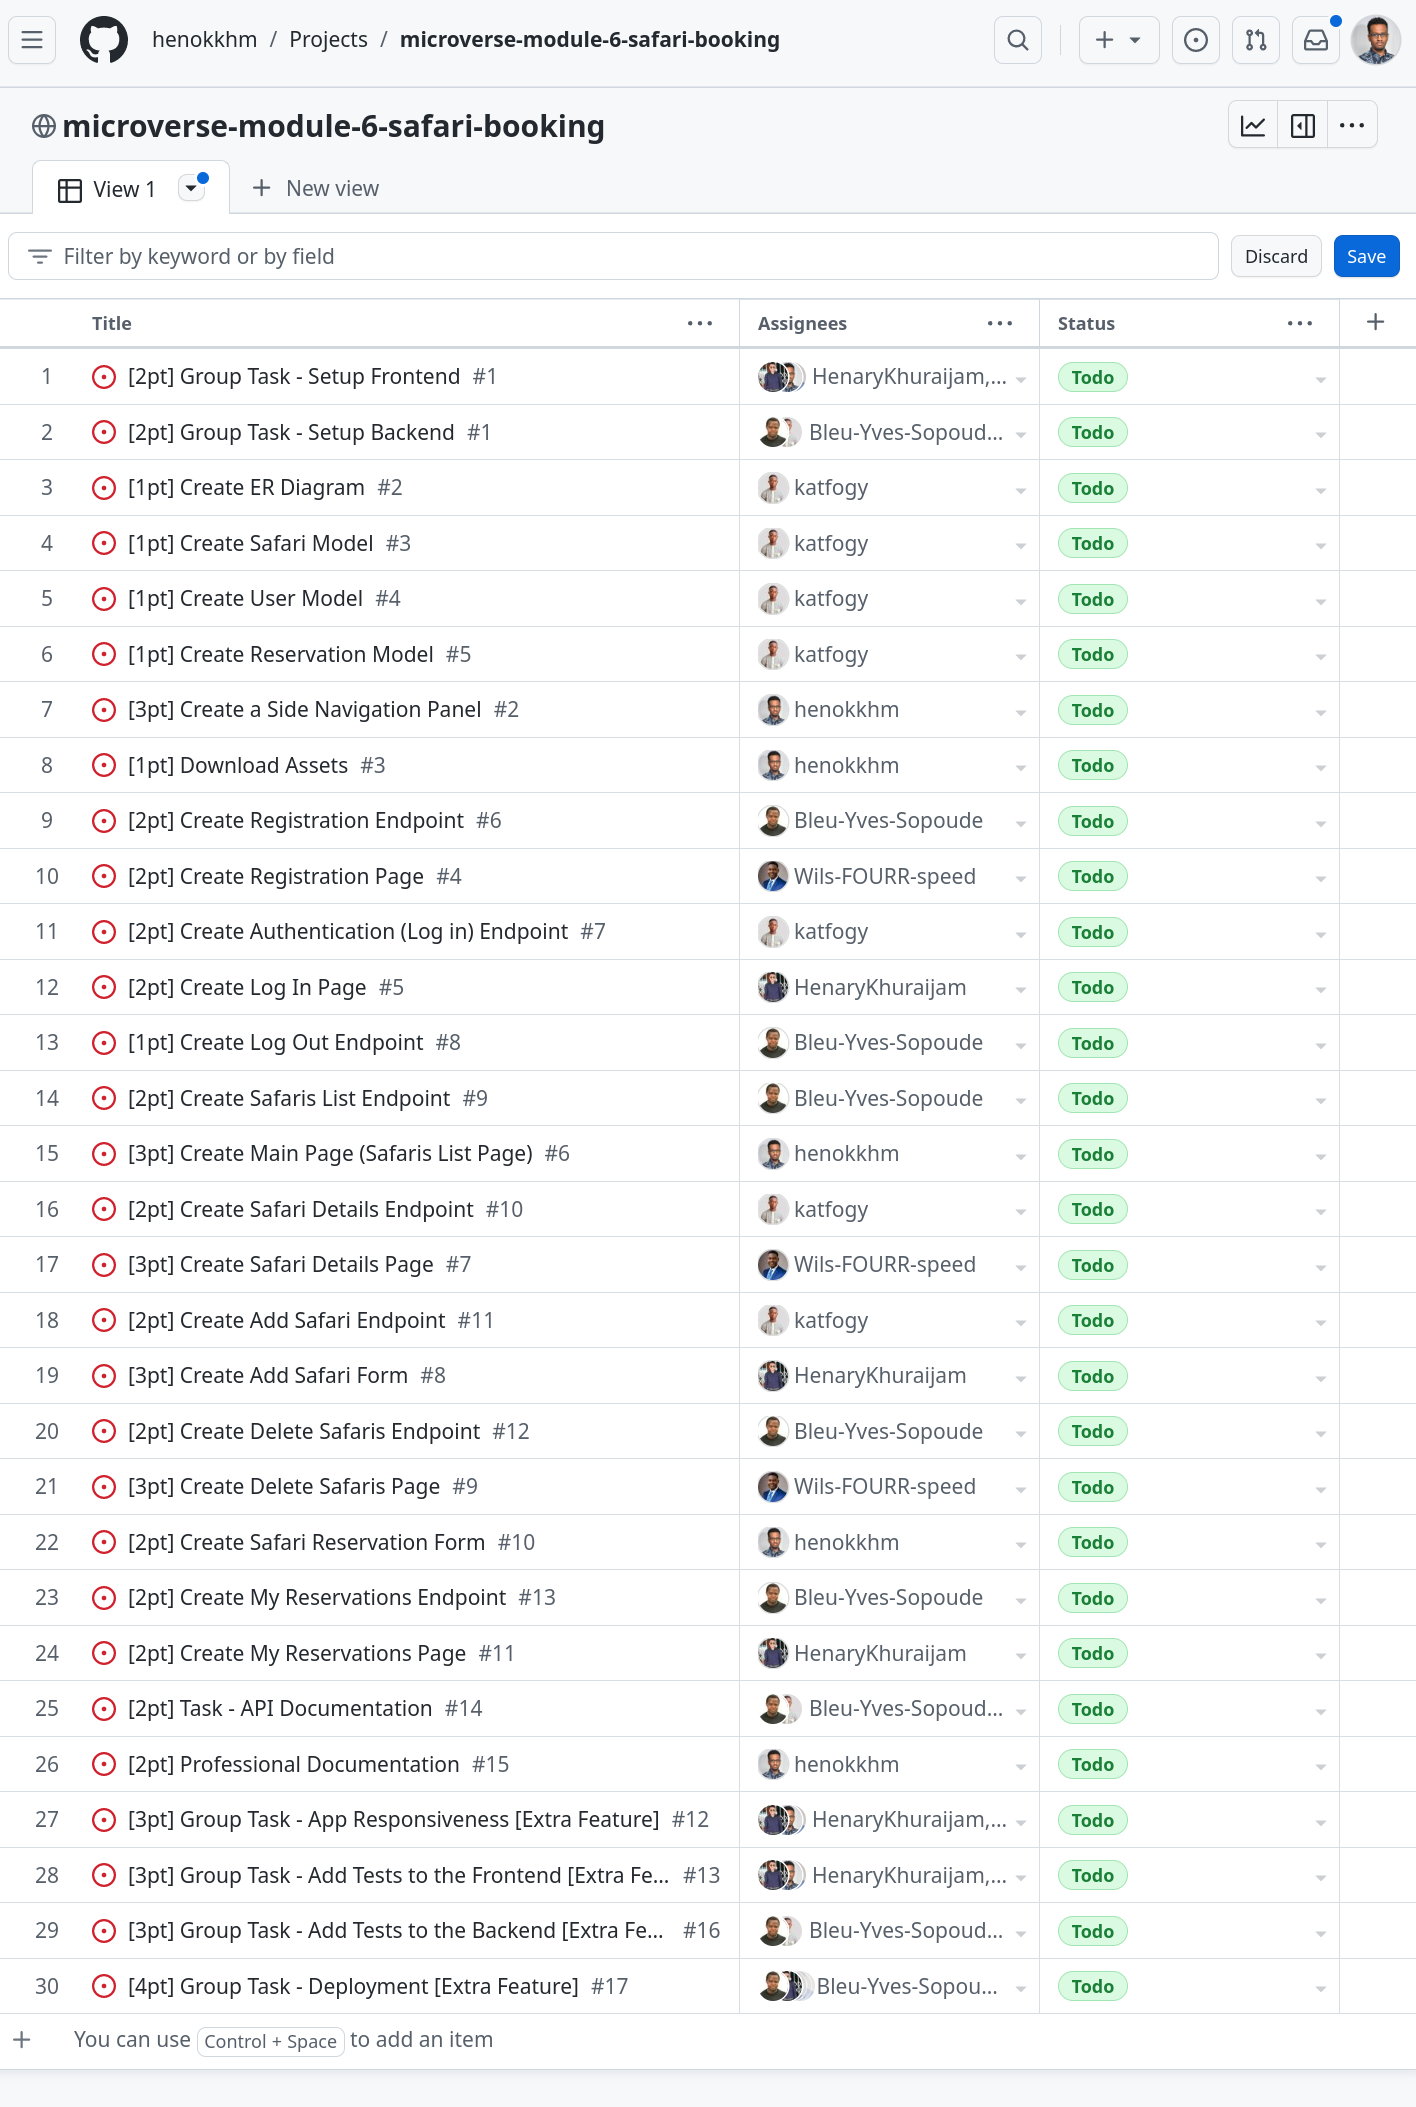 henokkhm / Projects / microverse-module-6-safari-booking
microverse-module-6-safari-booking
View 1
New view
Filter by keyword or by field
Discard
Save
Title Assignees Status
1 [2pt] Group Task - Setup Frontend #1 HenaryKhuraijam,... Todo
2 [2pt] Group Task - Setup Backend #1 Bleu-Yves-Sopoud... Todo
3 [1pt] Create ER Diagram #2 katfogy Todo
4 [1pt] Create Safari Model #3 katfogy Todo
5 [1pt] Create User Model #4 katfogy Todo
6 [1pt] Create Reservation Model #5 katfogy Todo
7 [3pt] Create a Side Navigation Panel #2 henokkhm Todo
8 [1pt] Download Assets #3 henokkhm Todo
9 [2pt] Create Registration Endpoint #6 Bleu-Yves-Sopoude Todo
10 [2pt] Create Registration Page #4 Wils-FOURR-speed Todo
11 [2pt] Create Authentication (Log in) Endpoint #7 katfogy Todo
12 [2pt] Create Log In Page #5 HenaryKhuraijam Todo
13 [1pt] Create Log Out Endpoint #8 Bleu-Yves-Sopoude Todo
14 [2pt] Create Safaris List Endpoint #9 Bleu-Yves-Sopoude Todo
15 [3pt] Create Main Page (Safaris List Page) #6 henokkhm Todo
16 [2pt] Create Safari Details Endpoint #10 katfogy Todo
17 [3pt] Create Safari Details Page #7 Wils-FOURR-speed Todo
18 [2pt] Create Add Safari Endpoint #11 katfogy Todo
19 [3pt] Create Add Safari Form #8 HenaryKhuraijam Todo
20 [2pt] Create Delete Safaris Endpoint #12 Bleu-Yves-Sopoude Todo
21 [3pt] Create Delete Safaris Page #9 Wils-FOURR-speed Todo
22 [2pt] Create Safari Reservation Form #10 henokkhm Todo
23 [2pt] Create My Reservations Endpoint #13 Bleu-Yves-Sopoude Todo
24 [2pt] Create My Reservations Page #11 HenaryKhuraijam Todo
25 [2pt] Task - API Documentation #14 Bleu-Yves-Sopoud... Todo
26 [2pt] Professional Documentation #15 henokkhm Todo
27 [3pt] Group Task - App Responsiveness [Extra Feature] #12 HenaryKhuraijam,... Todo
28 [3pt] Group Task - Add Tests to the Frontend [Extra Fe... #13 HenaryKhuraijam,... Todo
29 [3pt] Group Task - Add Tests to the Backend [Extra Fe... #16 Bleu-Yves-Sopoud... Todo
30 [4pt] Group Task - Deployment [Extra Feature] #17 Bleu-Yves-Sopou... Todo
You can use Control + Space to add an item